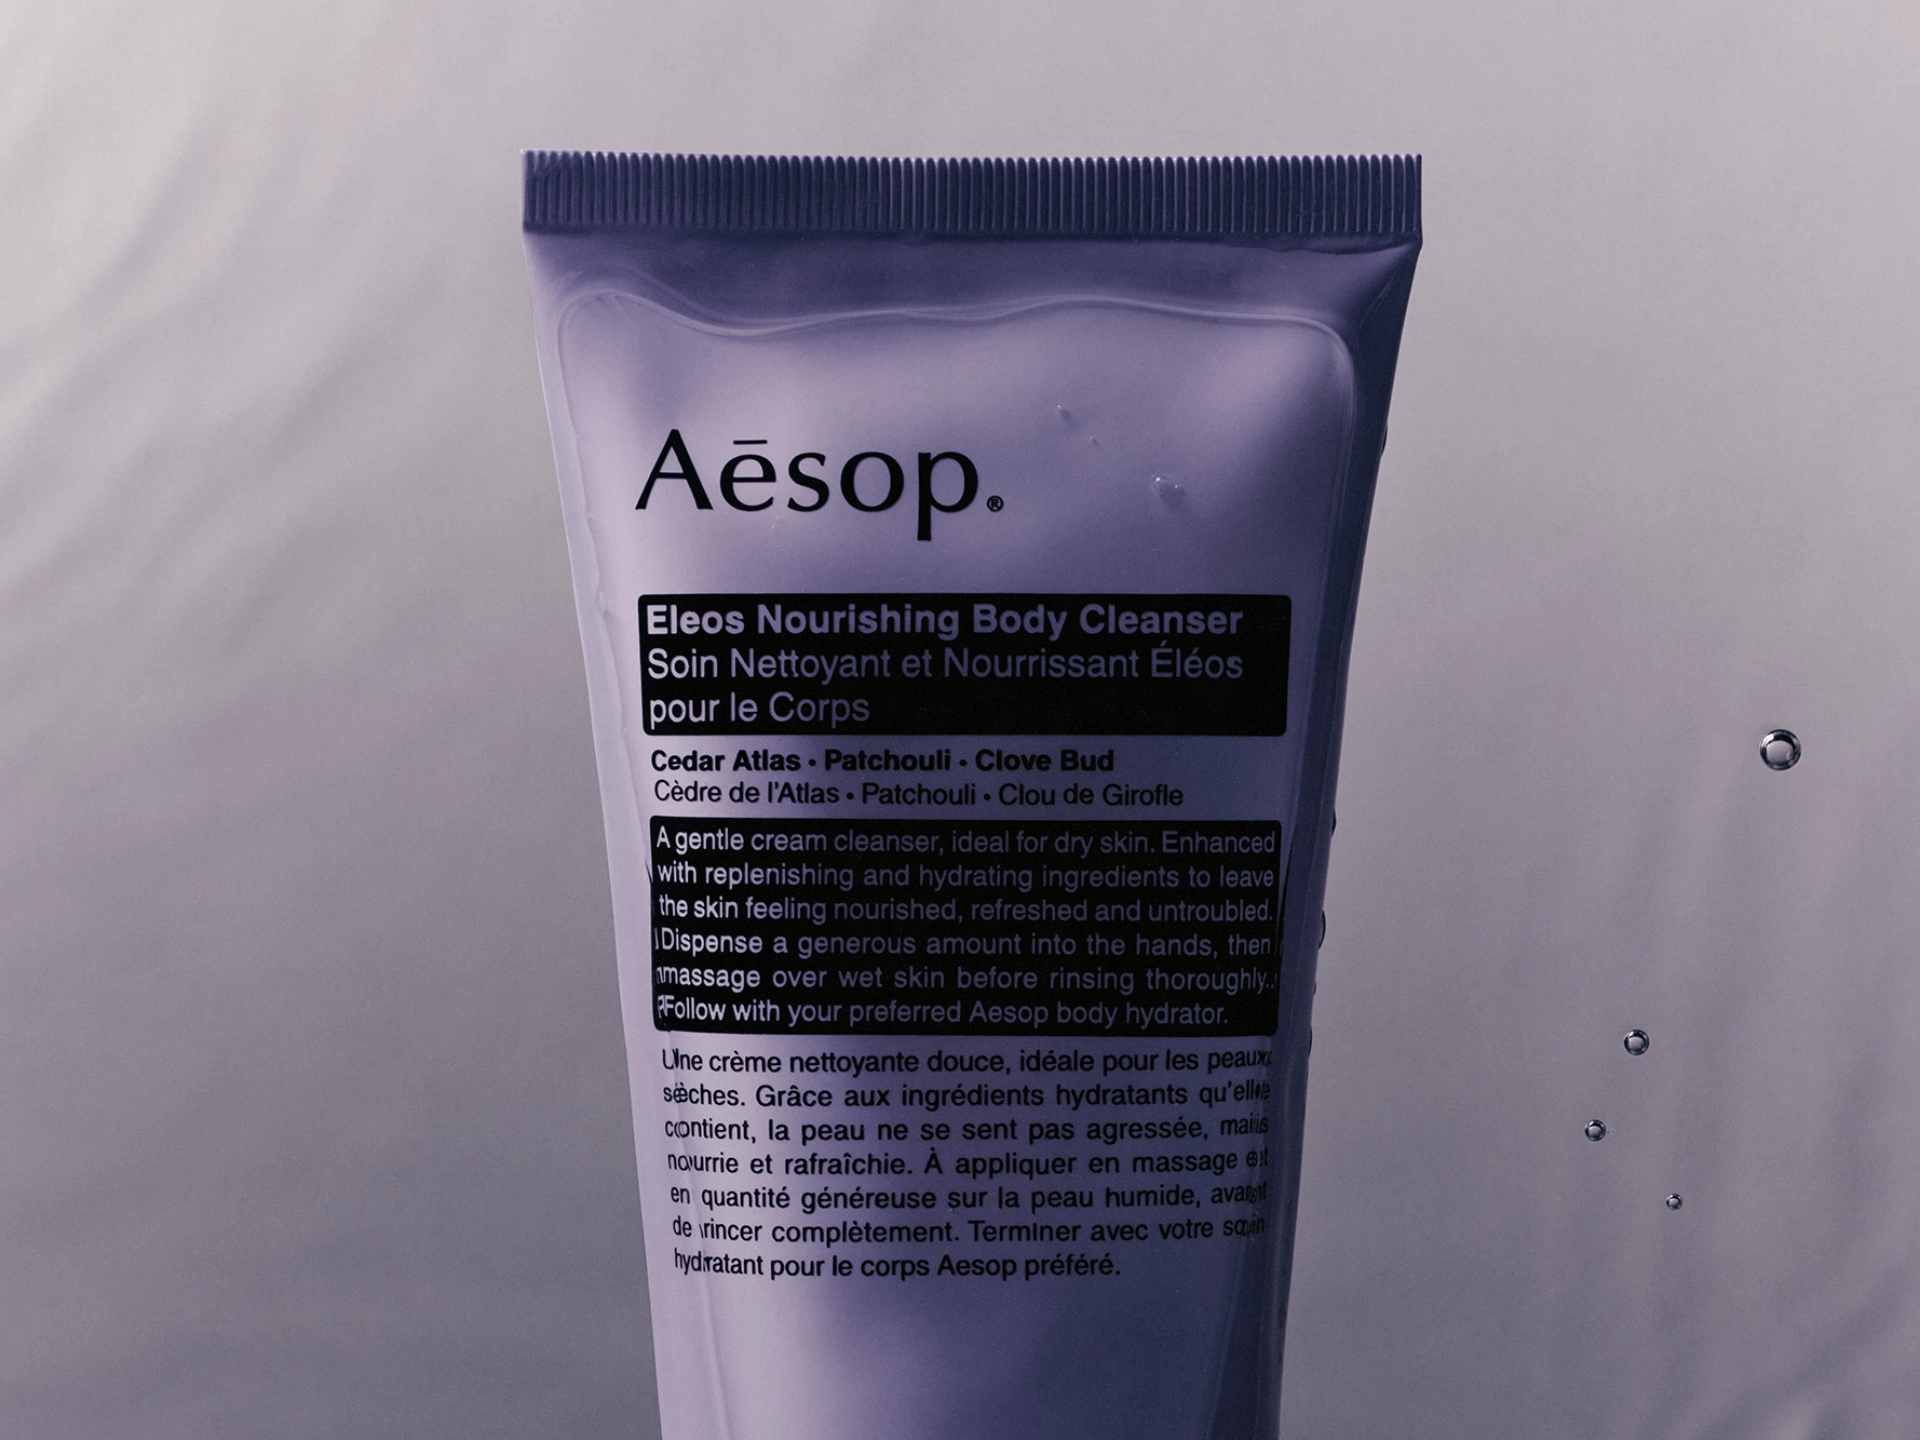 Aēsop.®
Eleos Nourishing Body Cleanser
Soin Nettoyant et Nourrissant Éléos
pour le Corps
Cedar Atlas • Patchouli • Clove Bud
Cèdre de l'Atlas • Patchouli • Clou de Girofle
A gentle cream cleanser, ideal for dry skin. Enhanced
with replenishing and hydrating ingredients to leave
the skin feeling nourished, refreshed and untroubled.
Dispense a generous amount into the hands, then
massage over wet skin before rinsing thoroughly.
Follow with your preferred Aesop body hydrator.
Une crème nettoyante douce, idéale pour les peaux
sèches. Grâce aux ingrédients hydratants qu'elle
contient, la peau ne se sent pas agressée, mais
nourrie et rafraîchie. À appliquer en massage et
en quantité généreuse sur la peau humide, avant
de rincer complètement. Terminer avec votre soin
hydratant pour le corps Aesop préféré.